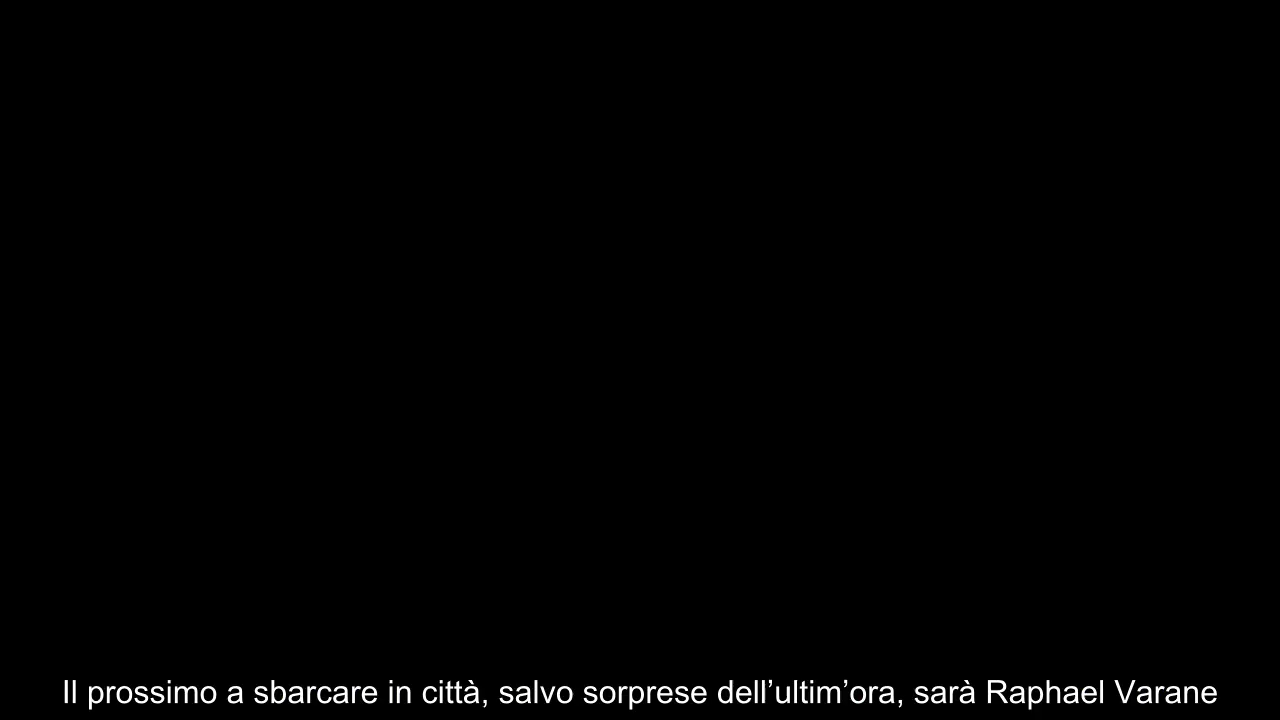 Il prossimo a sbarcare in città, salvo sorprese dell’ultim’ora, sarà Raphael Varane